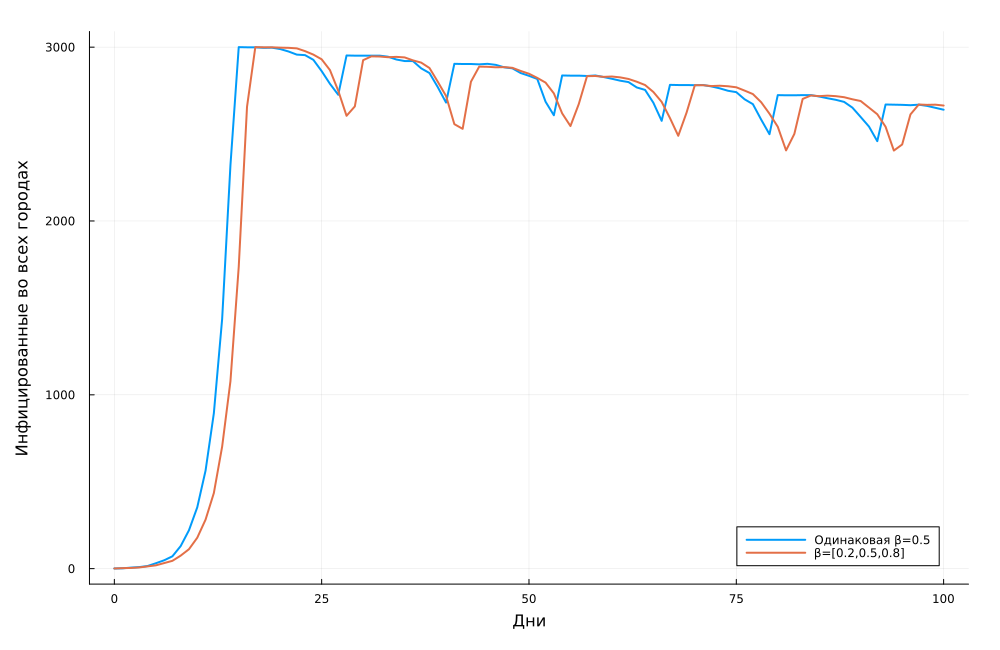 Инфицированные во всех городах
3000
2000
1000
0
0 25 50 75 100
Дни
Одинаковая β=0.5
β=[0.2,0.5,0.8]